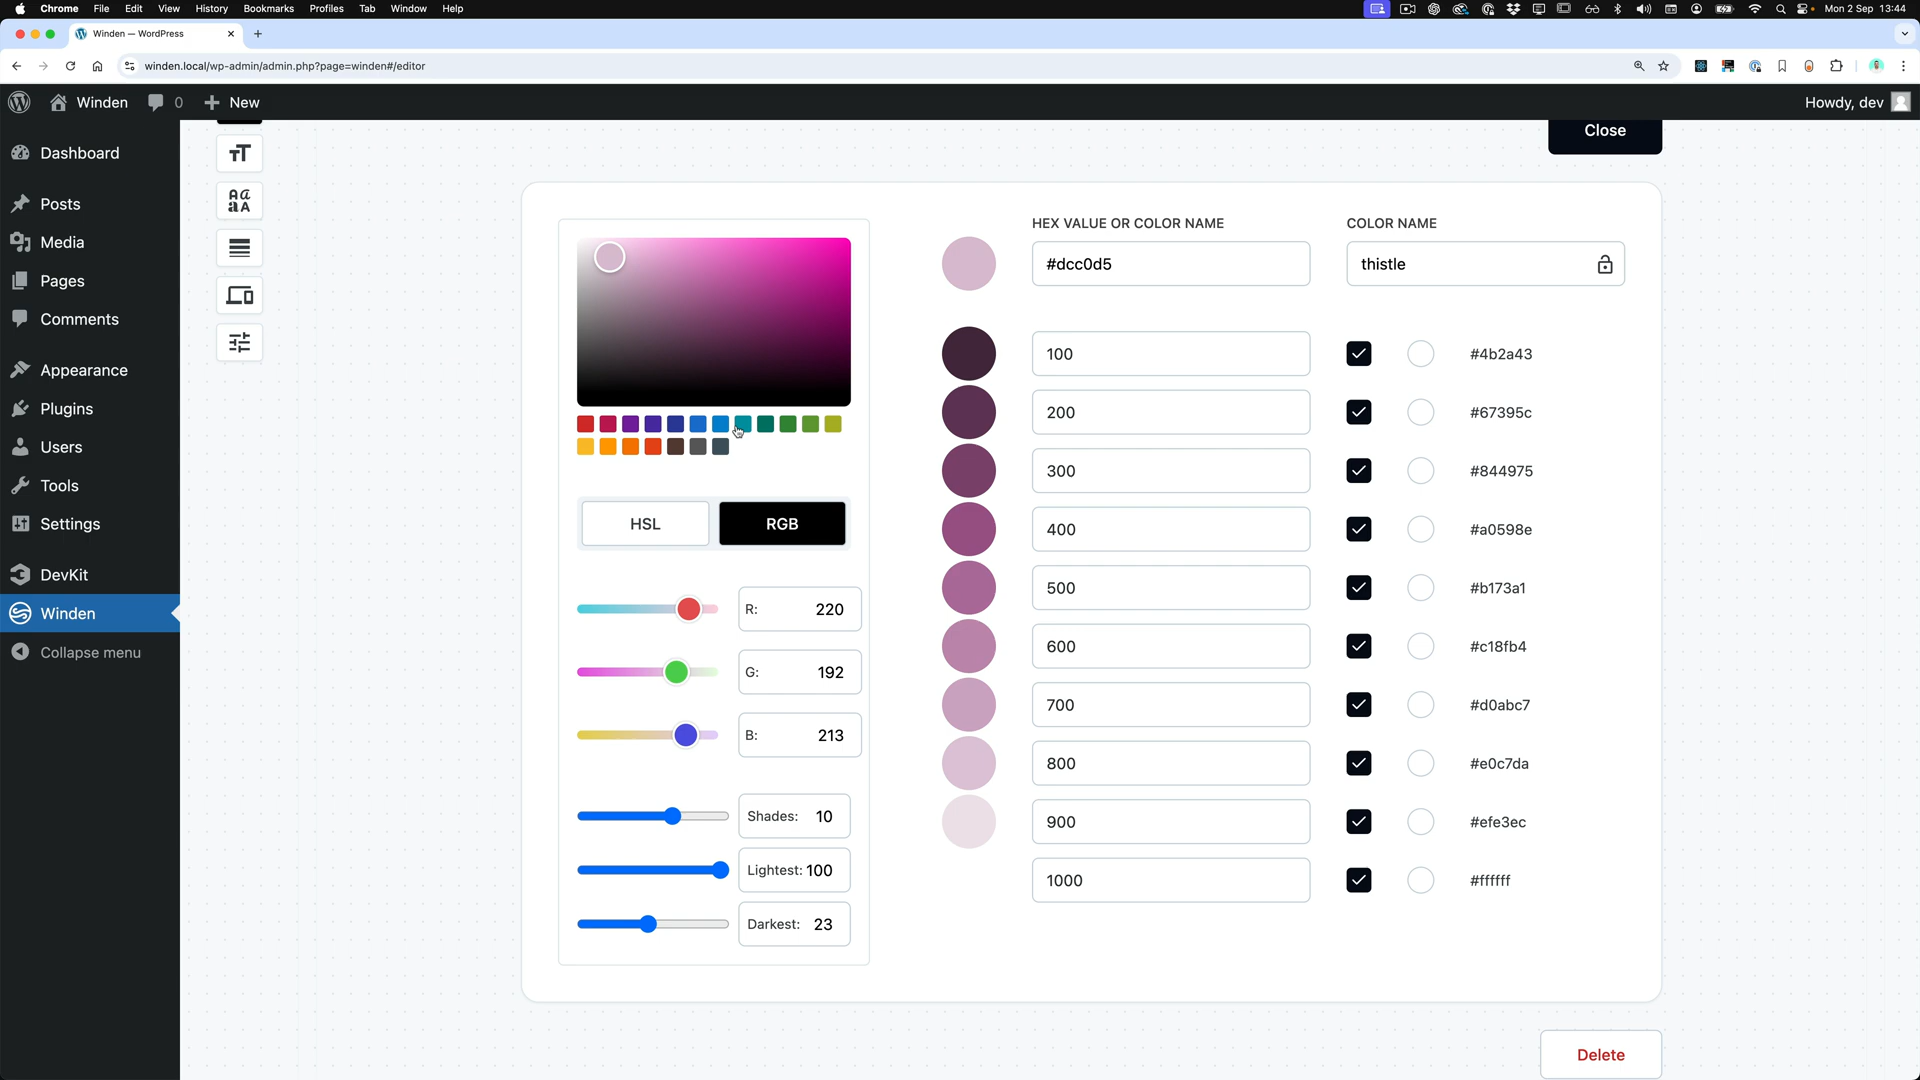 Chrome File Edit View History Bookmarks Profiles Tab Window Help
Mon 2 Sep 13:44
Winden — WordPress
winden.local/wp-admin/admin.php?page=winden#/editor
Winden 0 New
Howdy, dev
Close
Dashboard
Posts
Media
Pages
Comments
Appearance
Plugins
Users
Tools
Settings
DevKit
Winden
Collapse menu
HSL RGB
R: 220
G: 192
B: 213
Shades: 10
Lightest: 100
Darkest: 23
HEX VALUE OR COLOR NAME COLOR NAME
#dcc0d5 thistle
100 #4b2a43
200 #67395c
300 #844975
400 #a0598e
500 #b173a1
600 #c18fb4
700 #d0abc7
800 #e0c7da
900 #efe3ec
1000 #ffffff
Delete